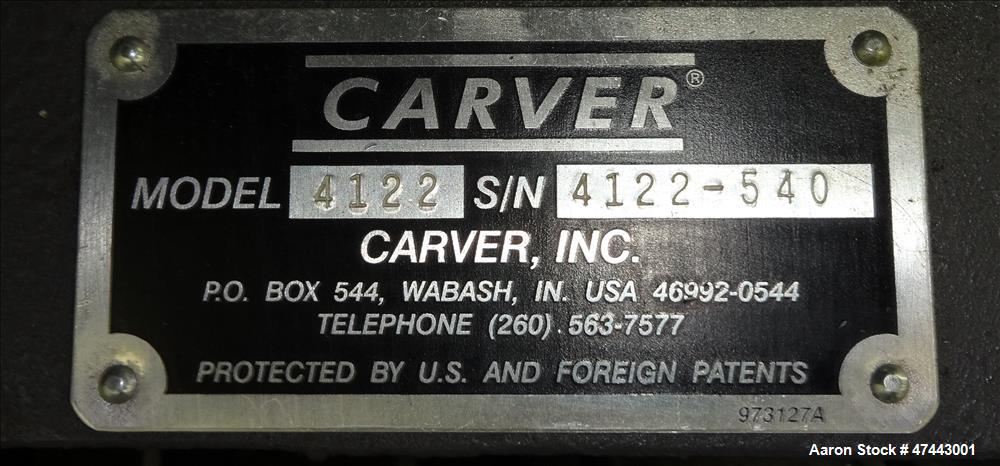 CARVER®
MODEL 4122 S/N 4122-540
CARVER, INC.
P.O. BOX 544, WABASH, IN. USA 46992-0544
TELEPHONE (260) 563-7577
PROTECTED BY U.S. AND FOREIGN PATENTS
973127A
Aaron Stock # 47443001